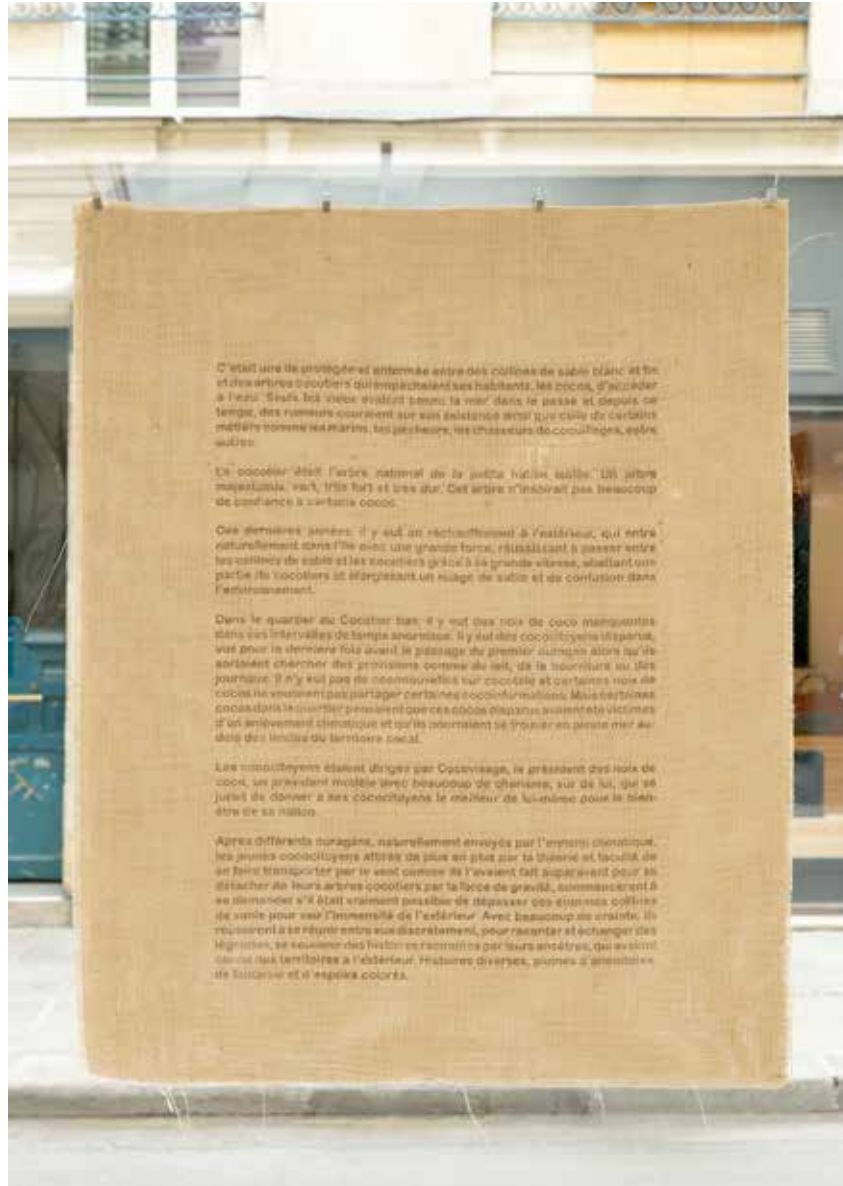 C'était une île protégée et enfermée entre des collines de sable blanc et fin
et des arbres cocotiers qui empêchaient ses habitants, les cocos, d'accéder
à l'eau. Seuls les vieux avaient connu la mer dans le passé et depuis ce
temps, des rumeurs couraient sur son existence ainsi que celle de certains
métiers comme les marins, les pêcheurs, les chasseurs de coquillages, entre
autres.
Le cocotier était l'arbre national de la petite nation isolée. Un arbre
majestueux, vert, très fort et très dur. Cet arbre n'inspirait pas beaucoup
de confiance à certains cocos.
Ces dernières années, il y eut un réchauffement à l'extérieur, qui entra
naturellement dans l'île avec une grande force, réussissant à passer entre
les collines de sable et les cocotiers grâce à sa grande vitesse, abattant une
partie de cocotiers et élargissant un nuage de sable et de confusion dans
l'environnement.
Dans le quartier du Cocotier bas, il y eut des noix de coco manquantes
dans des intervalles de temps anormaux. Il y eut des cococitoyens disparus,
vus pour la dernière fois avant le passage du premier ouragan alors qu'ils
sortaient chercher des provisions comme du lait, de la nourriture ou des
journaux. Il n'y eut pas de coconouvelles sur cocotélé et certaines noix de
cocos ne voulaient pas partager certaines cocoinformations. Mais certaines
cocos dans le quartier pensaient que ces cocos disparus avaient été victimes
d'un enlèvement climatique et qu'ils pourraient se trouver en pleine mer au-
delà des limites du territoire cocal.
Les cococitoyens étaient dirigés par Cocovisage, le président des noix de
coco, un président modèle avec beaucoup de charisme, sûr de lui, qui se
jurait de donner à ses cococitoyens le meilleur de lui-même pour le bien-
être de sa nation.
Après différents ouragans, naturellement envoyés par l'ennemi climatique,
les jeunes cococitoyens attirés de plus en plus par la théorie et faculté de
se faire transporter par le vent comme ils l'avaient fait auparavant pour se
détacher de leurs arbres cocotiers par la force de gravité, commencèrent à
se demander s'il était vraiment possible de dépasser ces énormes collines
de sable pour voir l'immensité de l'extérieur. Avec beaucoup de crainte, ils
réussirent à se réunir entre eux discrètement, pour raconter et échanger des
légendes, se souvenir des histoires racontées par leurs ancêtres, qui avaient
connu des territoires à l'extérieur. Histoires diverses, pleines d'anecdotes,
de bonheur et d'espoirs colorés.